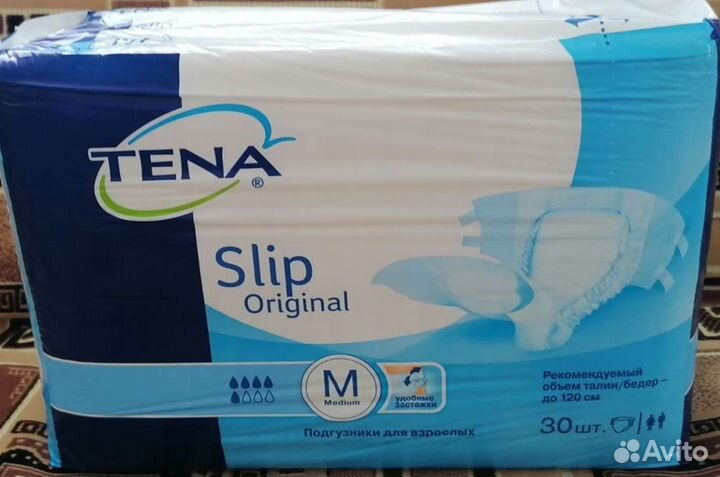 TENA
®
Slip
Original
M
Medium
удобные
застежки
Рекомендуемый
объем талии/бедер –
до 120 см
Подгузники для взрослых
30 шт.
Avito